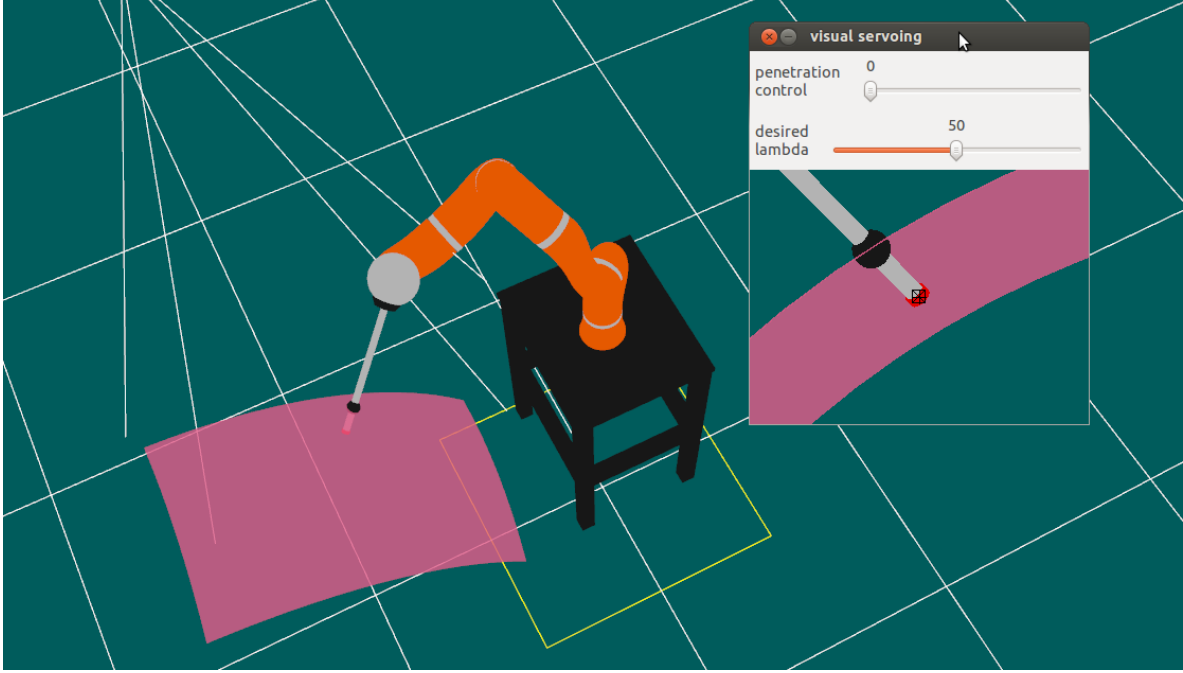 visual servoing
penetration
control
0
desired
lambda
50